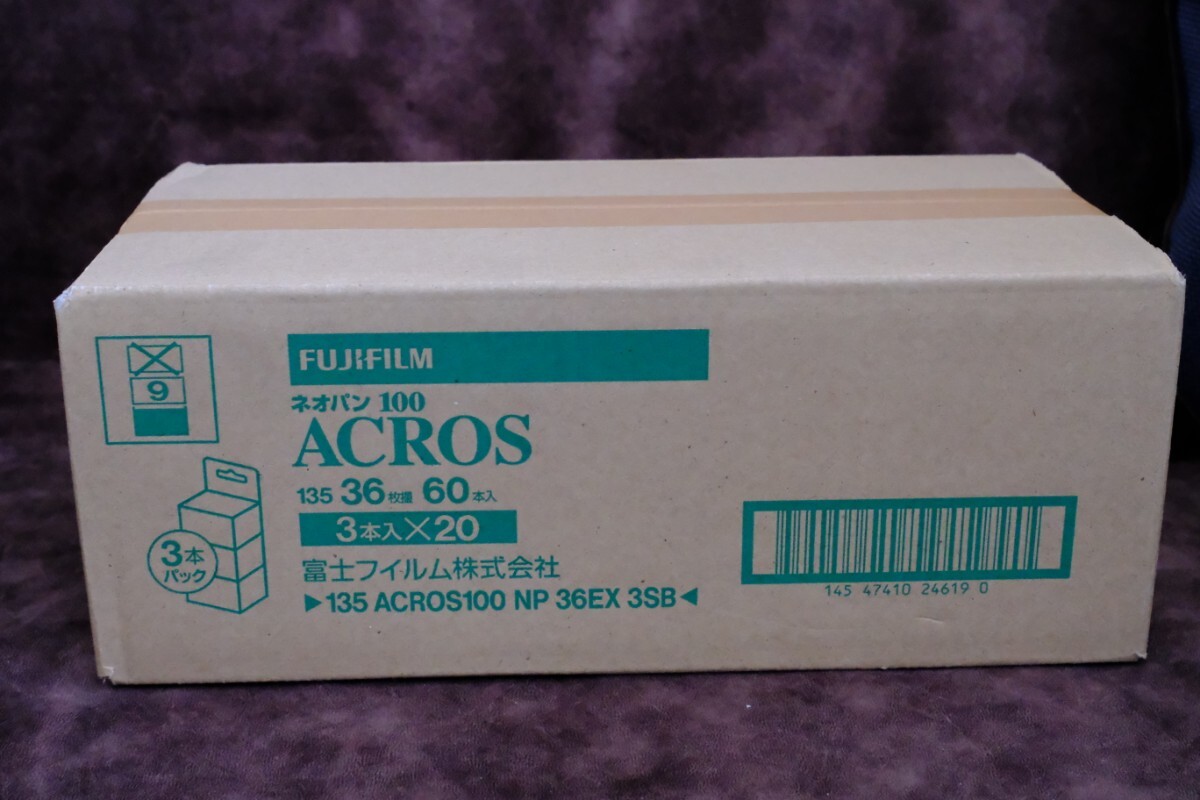 9
FUJIFILM
ネオパン 100
ACROS
135 36枚撮 60本入
3本入×20
3本
パック
富士フイルム株式会社
▶135 ACROS100 NP 36EX 3SB◀
145 47410 24619 0